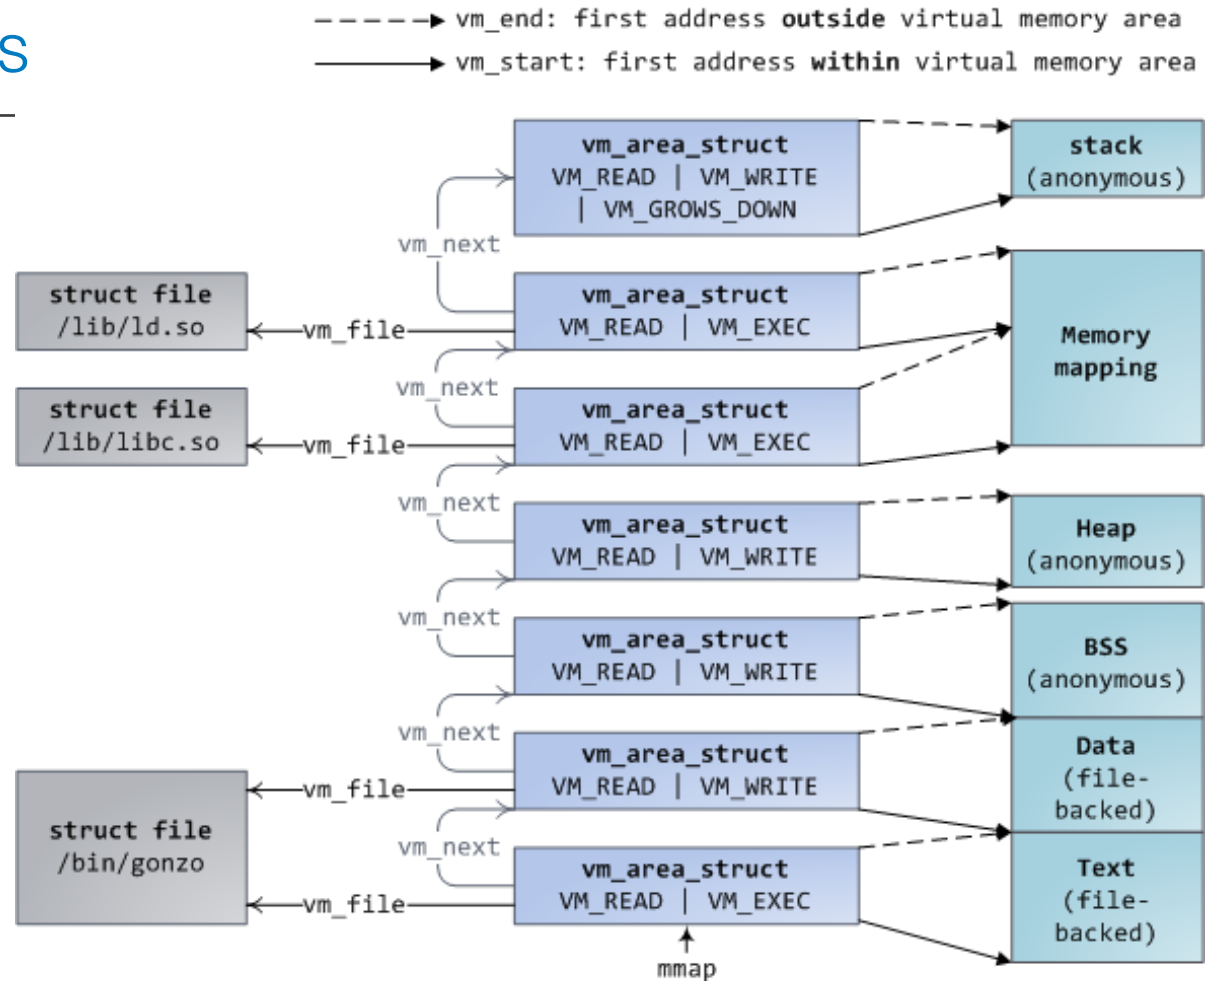 s
vm_end: first address outside virtual memory area
vm_start: first address within virtual memory area
vm_area_struct
VM_READ | VM_WRITE
| VM_GROWS_DOWN
stack
(anonymous)
vm_next
struct file
/lib/ld.so
vm_file
vm_area_struct
VM_READ | VM_EXEC
Memory
mapping
vm_next
struct file
/lib/libc.so
vm_file
vm_area_struct
VM_READ | VM_EXEC
vm_next
vm_area_struct
VM_READ | VM_WRITE
Heap
(anonymous)
vm_next
vm_area_struct
VM_READ | VM_WRITE
BSS
(anonymous)
vm_next
vm_file
vm_area_struct
VM_READ | VM_WRITE
Data
(file-
backed)
struct file
/bin/gonzo
vm_next
vm_file
vm_area_struct
VM_READ | VM_EXEC
Text
(file-
backed)
mmap